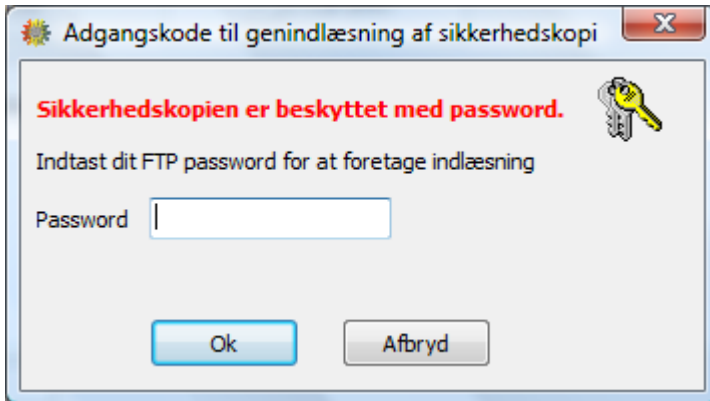 Adgangskode til genindlæsning af sikkerhedskopi
Sikkerhedskopien er beskyttet med password.
Indtast dit FTP password for at foretage indlæsning
Password
Ok
Afbryd